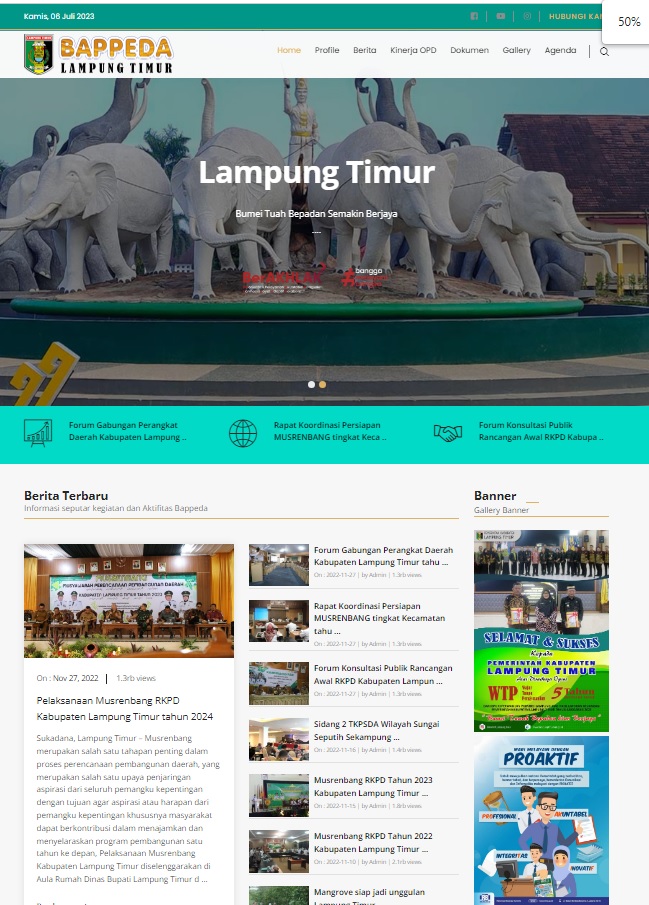 Kamis, 06 Juli 2023
HUBUNGI KA
50%
BAPPEDA
LAMPUNG TIMUR
Home Profile Berita Kinerja OPD Dokumen Gallery Agenda
Lampung Timur
Bumei Tuah Bepadan Semakin Berjaya
....
BerAKHLAK
#bangga
Forum Gabungan Perangkat
Daerah Kabupaten Lampung ..
Rapat Koordinasi Persiapan
MUSRENBANG tingkat Keca ..
Forum Konsultasi Publik
Rancangan Awal RKPD Kabupa ..
Berita Terbaru
Informasi seputar kegiatan dan Aktifitas Bappeda
On : Nov 27, 2022 1.3rb views
Pelaksanaan Musrenbang RKPD
Kabupaten Lampung Timur tahun 2024
Sukadana, Lampung Timur – Musrenbang
merupakan salah satu tahapan penting dalam
proses perencanaan pembangunan daerah, yang
merupakan salah satu upaya penjaringan
aspirasi dari seluruh pemangku kepentingan
dengan tujuan agar aspirasi atau harapan dari
pemangku kepentingan khususnya masyarakat
dapat berkontribusi dalam menajamkan dan
menyelaraskan program pembangunan satu
tahun ke depan, Pelaksanaan Musrenbang
Kabupaten Lampung Timur diselenggarakan di
Aula Rumah Dinas Bupati Lampung Timur d ...
Forum Gabungan Perangkat Daerah
Kabupaten Lampung Timur tahu ...
On : 2022-11-27 | by Admin | 1.3rb views
Rapat Koordinasi Persiapan
MUSRENBANG tingkat Kecamatan
tahu ...
On : 2022-11-27 | by Admin | 1.3rb views
Forum Konsultasi Publik Rancangan
Awal RKPD Kabupaten Lampun ...
On : 2022-11-27 | by Admin | 1.3rb views
Sidang 2 TKPSDA Wilayah Sungai
Seputih Sekampung ...
On : 2022-11-16 | by Admin | 1.4rb views
Musrenbang RKPD Tahun 2023
Kabupaten Lampung Timur ...
On : 2022-11-15 | by Admin | 1.8rb views
Musrenbang RKPD Tahun 2022
Kabupaten Lampung Timur ...
On : 2022-11-10 | by Admin | 2.1rb views
Mangrove siap jadi unggulan
Banner
Gallery Banner
LAMPUNG TIMUR
SELAMAT & SUKSES
Kepada
PEMERINTAH KABUPATEN
LAMPUNG TIMUR
WTP
5 Tahun
PROAKTIF
PROFFSIONAL
AKUNTABEL
INTEGRITAS
INOVATIF